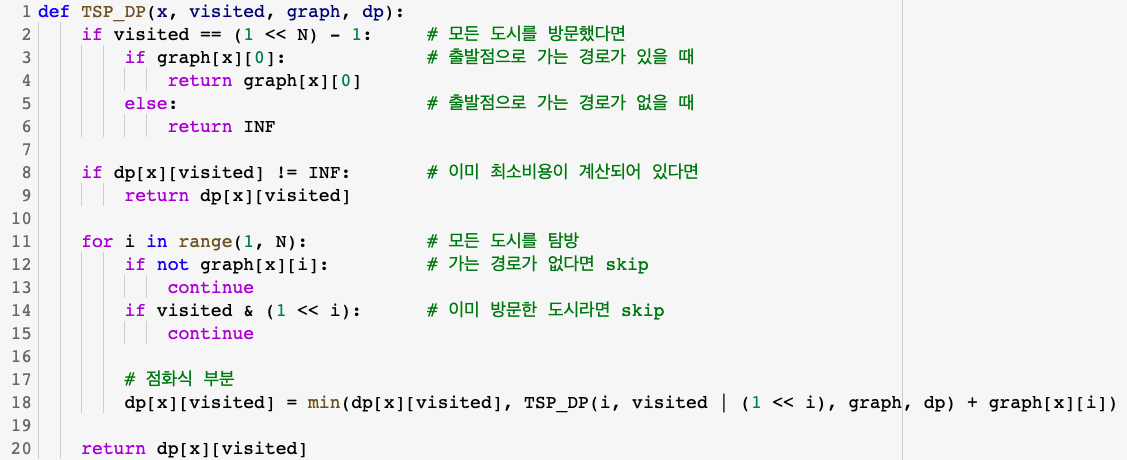 1 def TSP_DP(x, visited, graph, dp):
2     if visited == (1 << N) - 1:     # 모든 도시를 방문했다면
3         if graph[x][0]:             # 출발점으로 가는 경로가 있을 때
4             return graph[x][0]
5         else:                       # 출발점으로 가는 경로가 없을 때
6             return INF
7
8     if dp[x][visited] != INF:       # 이미 최소비용이 계산되어 있다면
9         return dp[x][visited]
10
11     for i in range(1, N):           # 모든 도시를 탐방
12         if not graph[x][i]:         # 가는 경로가 없다면 skip
13             continue
14         if visited & (1 << i):      # 이미 방문한 도시라면 skip
15             continue
16
17         # 점화식 부분
18         dp[x][visited] = min(dp[x][visited], TSP_DP(i, visited | (1 << i), graph, dp) + graph[x][i])
19
20     return dp[x][visited]